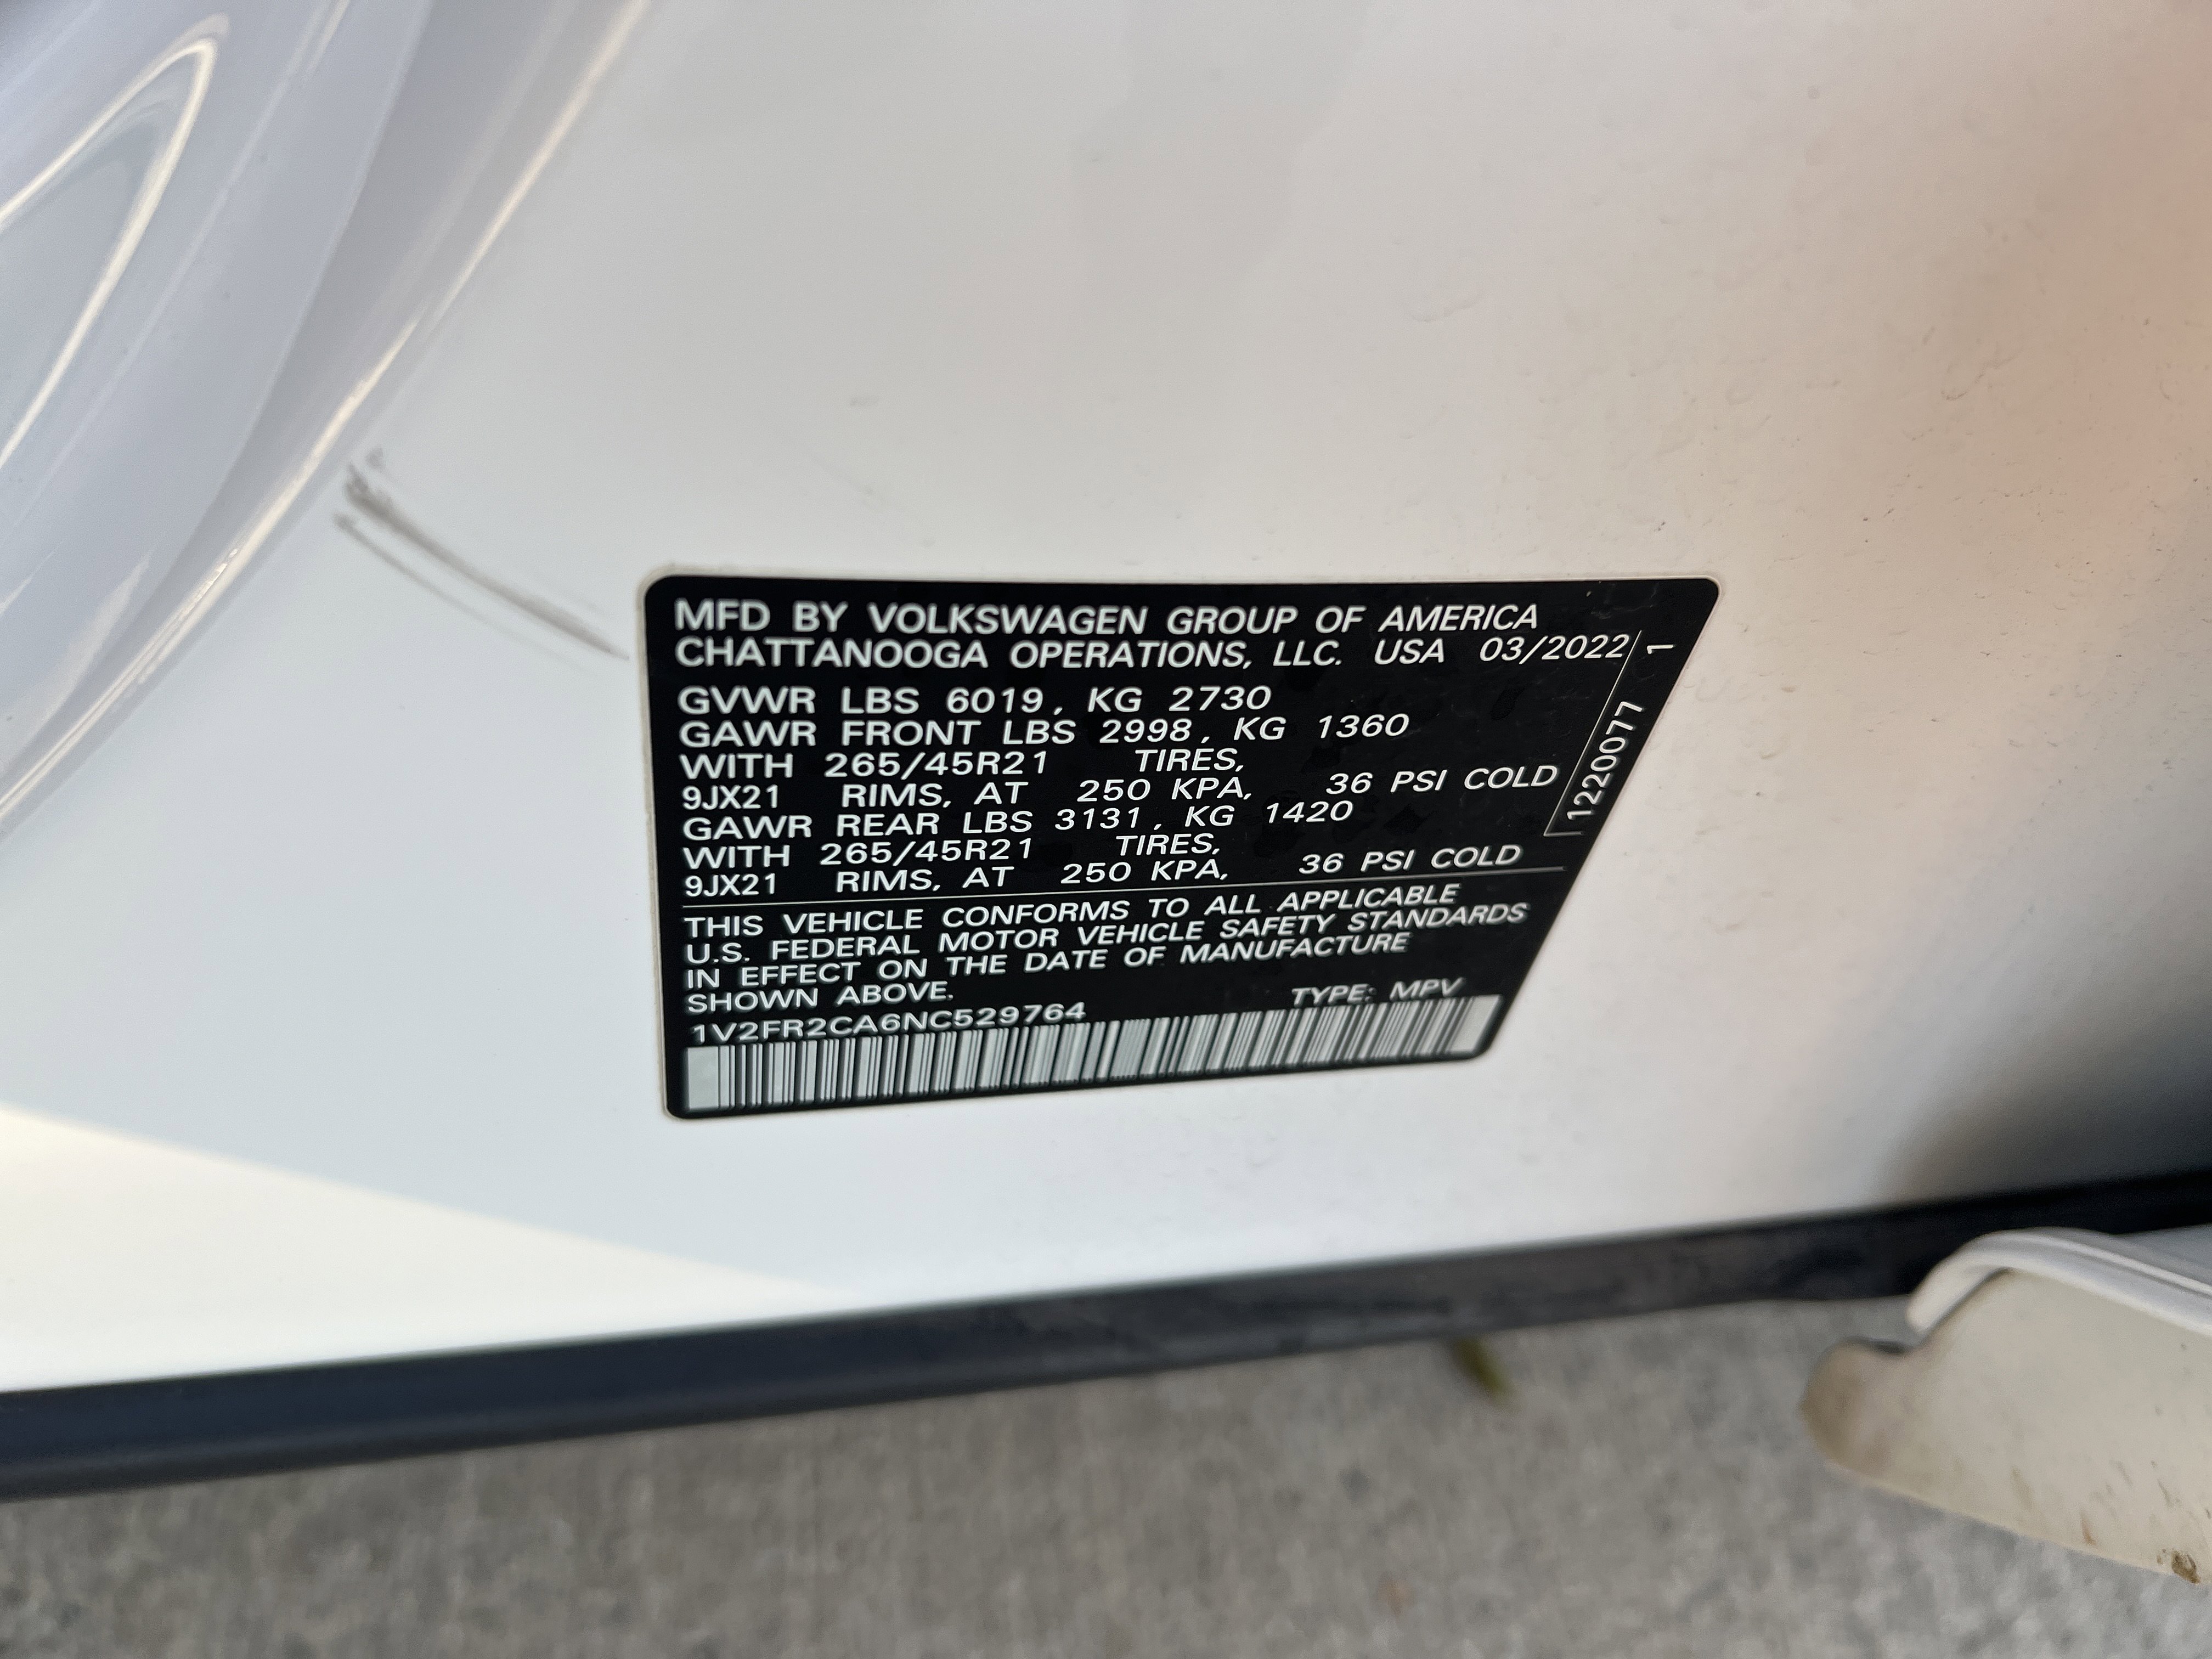 MFD BY VOLKSWAGEN GROUP OF AMERICA
CHATTANOOGA OPERATIONS, LLC. USA 03/2022
GVWR LBS 6019, KG 2730
GAWR FRONT LBS 2998, KG 1360
WITH 265/45R21 TIRES,
9JX21 RIMS, AT 250 KPA, 36 PSI COLD
GAWR REAR LBS 3131, KG 1420
WITH 265/45R21 TIRES,
9JX21 RIMS, AT 250 KPA, 36 PSI COLD
THIS VEHICLE CONFORMS TO ALL APPLICABLE
U.S. FEDERAL MOTOR VEHICLE SAFETY STANDARDS
IN EFFECT ON THE DATE OF MANUFACTURE
SHOWN ABOVE. TYPE: MPV
1V2FR2CA6NC529764
1220077 1